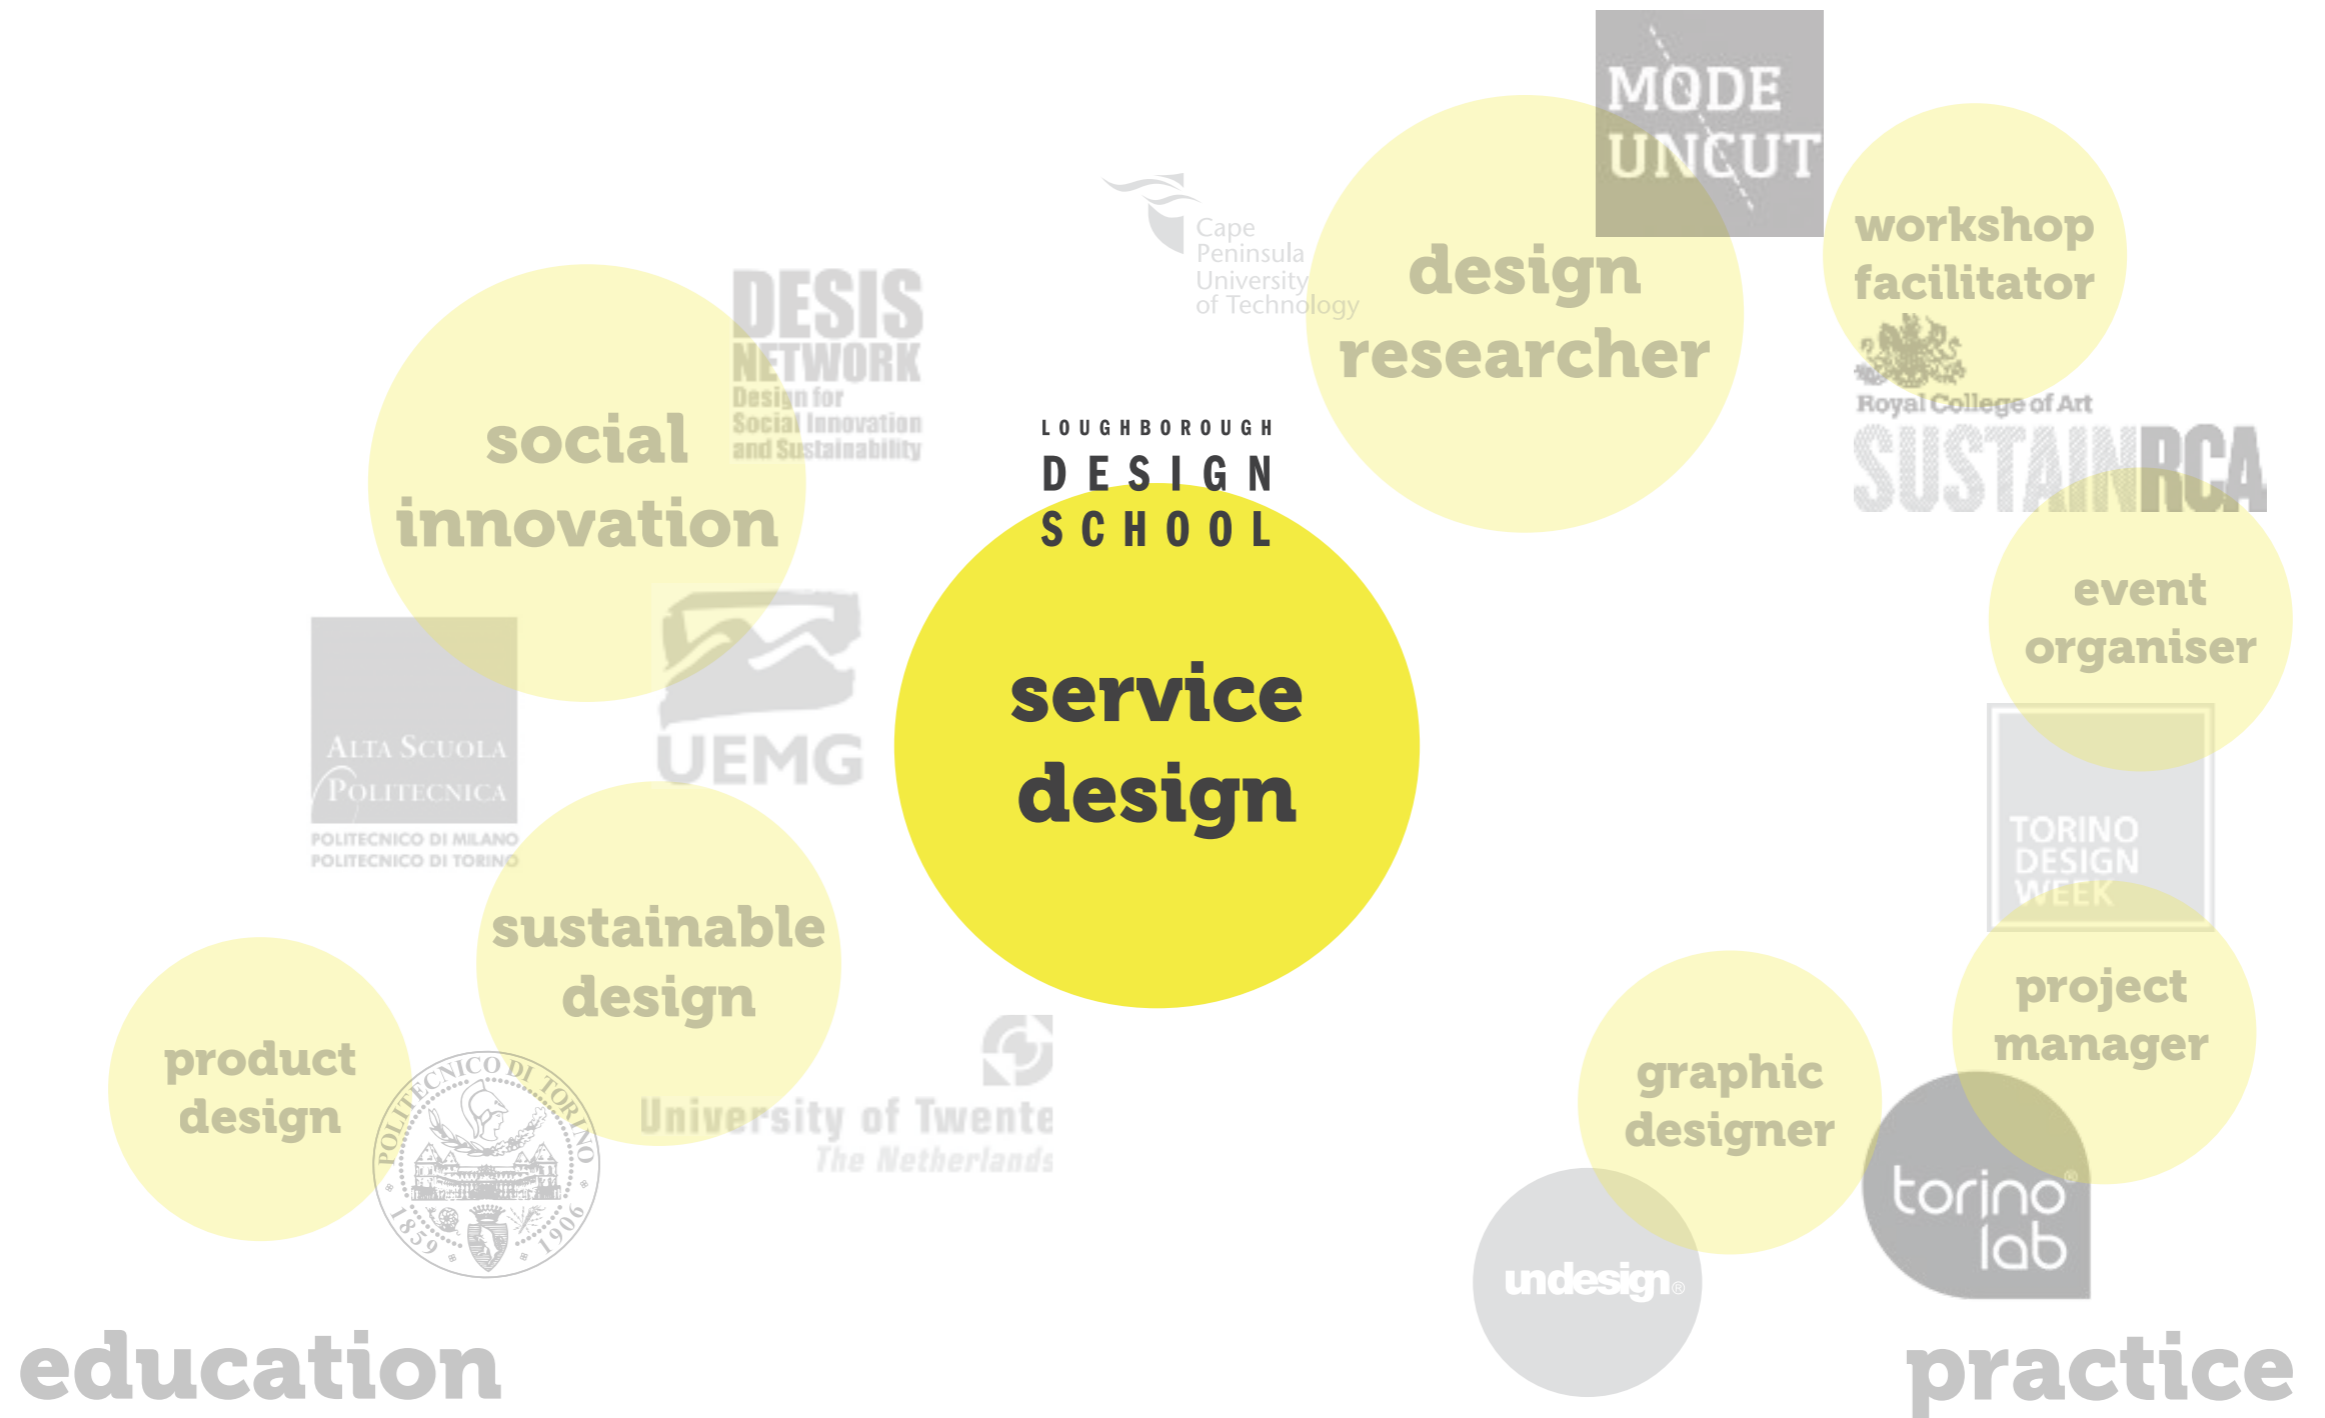 MODE
UNCUT
workshop
facilitator
Cape
Peninsula
University
of Technology
design
researcher
DESIS
NETWORK
Design for
Social Innovation
and Sustainability
social
innovation
Royal College of Art
SUSTAINRCA
LOUGHBOROUGH
DESIGN
SCHOOL
event
organiser
service
design
UEMG
ALTA SCUOLA
POLITECNICA
POLITECNICO DI MILANO
POLITECNICO DI TORINO
TORINO
DESIGN
WEEK
sustainable
design
project
manager
product
design
graphic
designer
POLITECNICO DI TORINO
1859 1906
University of Twente
The Netherlands
torino®
lab
undesign®
education
practice